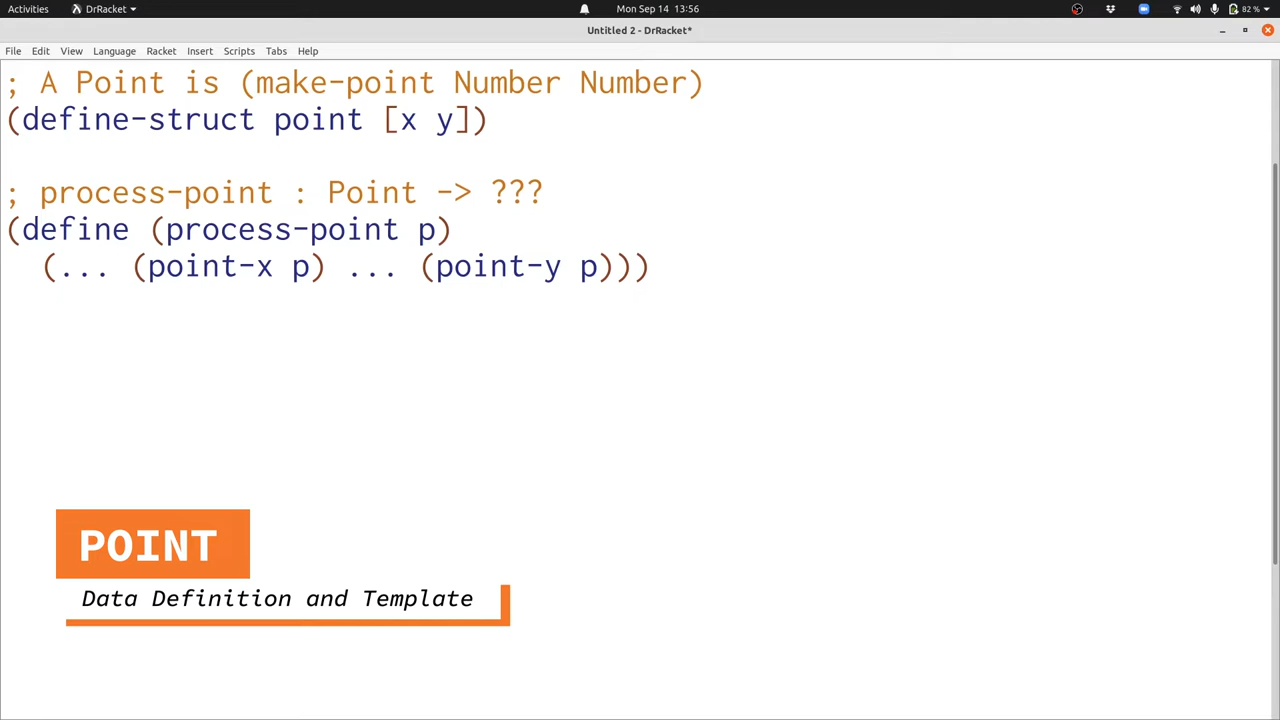 Activities DrRacket Mon Sep 14 13:56 82 %
Untitled 2 - DrRacket*
File Edit View Language Racket Insert Scripts Tabs Help
; A Point is (make-point Number Number)
(define-struct point [x y])
; process-point : Point -> ???
(define (process-point p)
(... (point-x p) ... (point-y p)))
POINT
Data Definition and Template